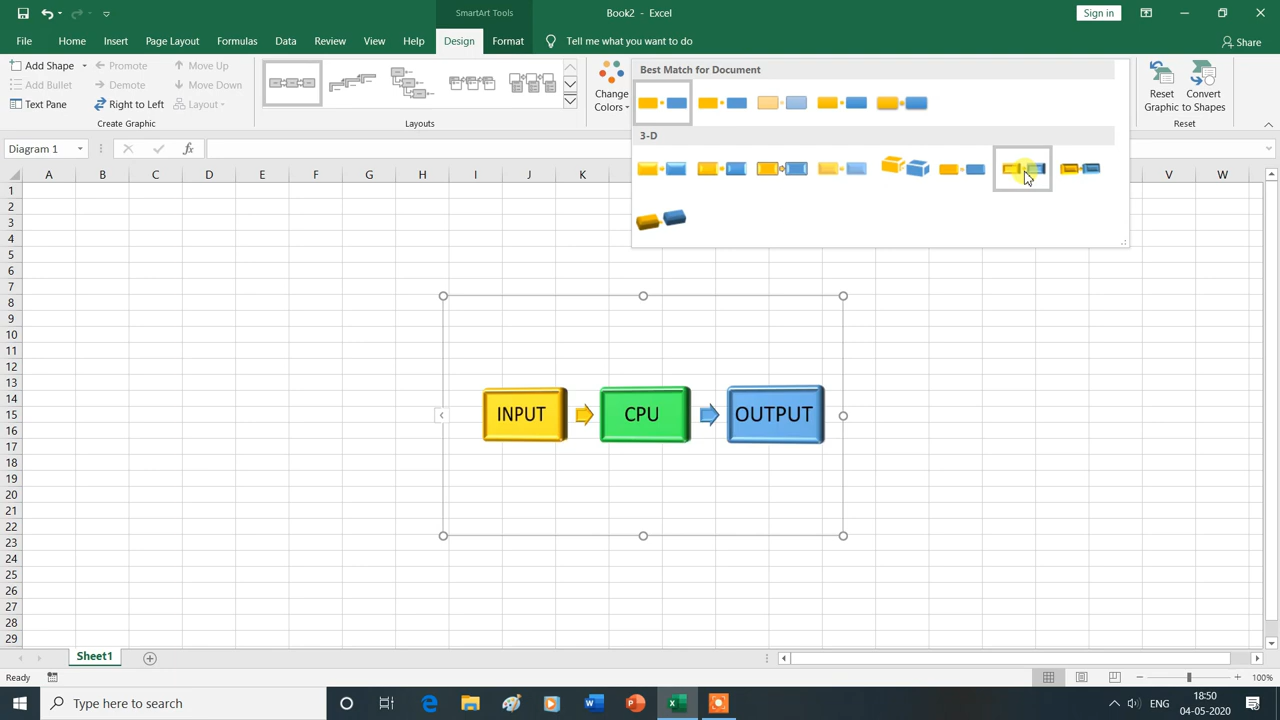 SmartArt Tools
Book2 - Excel
Sign in
File Home Insert Page Layout Formulas Data Review View Help Design Format Tell me what you want to do Share
Add Shape Promote Move Up
Add Bullet Demote Move Down
Text Pane Right to Left Layout
Create Graphic
Layouts
Change
Colors
Best Match for Document
3-D
Reset
Graphic
Convert
to Shapes
Reset
Diagram 1
fx
A B C D E F G H I J K V W
1
2
3
4
5
6
7
8
9
10
11
12
13
14
15
16
17
18
19
20
21
22
23
24
25
26
27
28
29
INPUT CPU OUTPUT
Sheet1
Ready
100%
Type here to search
ENG
18:50
04-05-2020